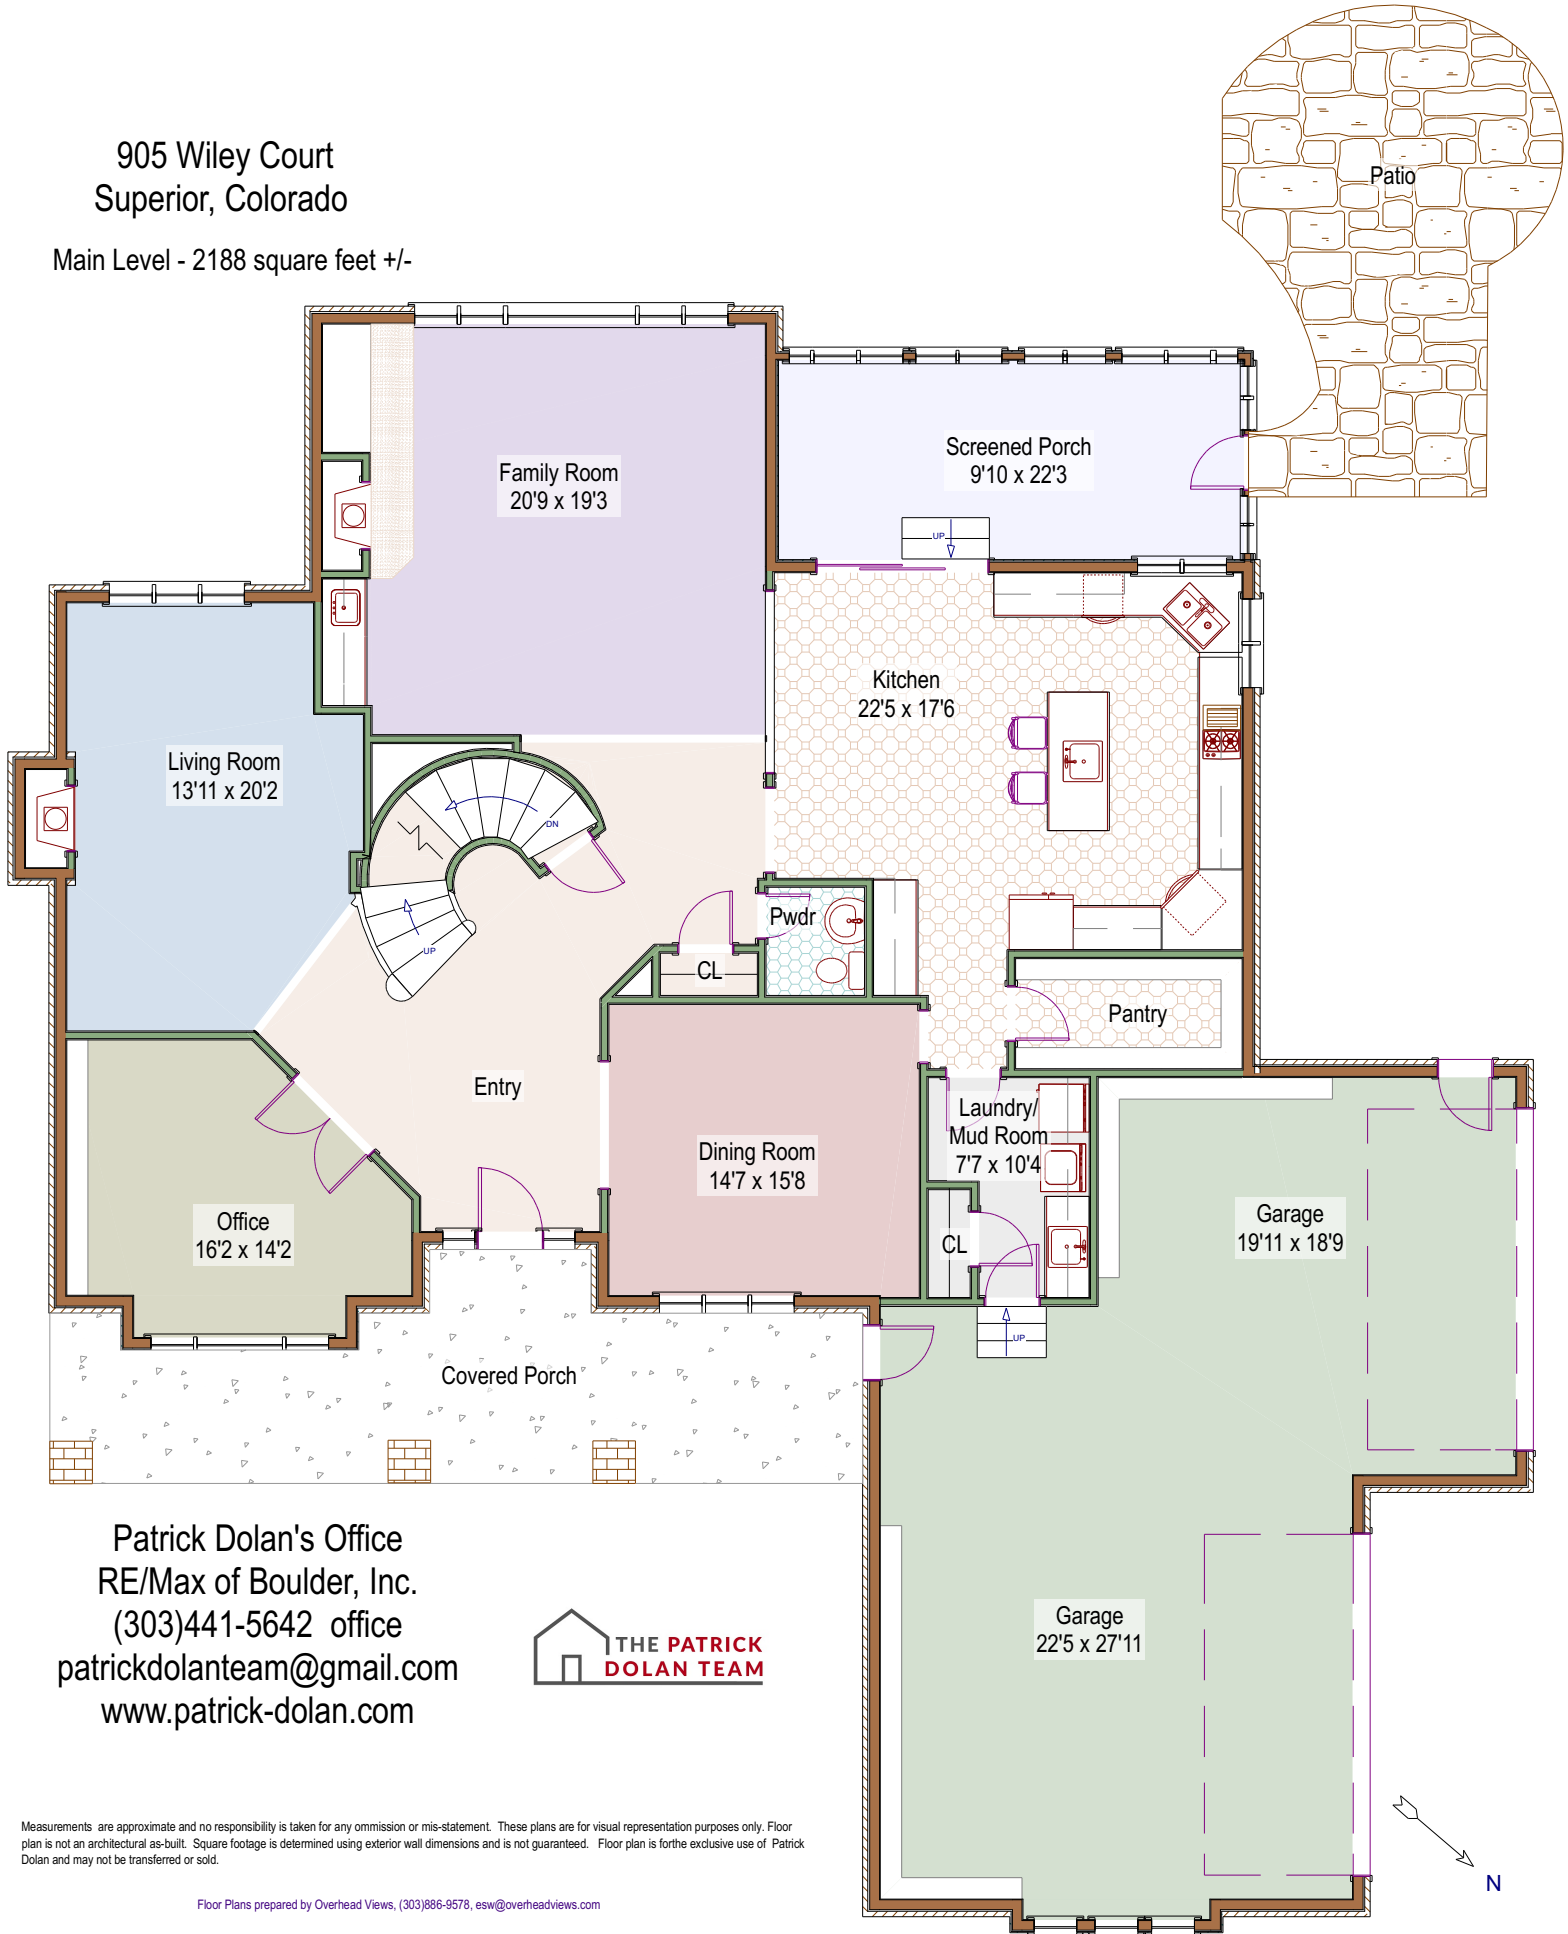 905 Wiley Court
Superior, Colorado
Main Level - 2188 square feet +/-
Patio
Screened Porch
9'10 x 22'3
UP
Family Room
20'9 x 19'3
Kitchen
22'5 x 17'6
Living Room
13'11 x 20'2
DN
UP
Pwdr
CL
Pantry
Entry
Laundry/
Mud Room
7'7 x 10'4
Dining Room
14'7 x 15'8
Office
16'2 x 14'2
CL
Garage
19'11 x 18'9
UP
Covered Porch
Patrick Dolan's Office
RE/Max of Boulder, Inc.
(303)441-5642  office
patrickdolanteam@gmail.com
www.patrick-dolan.com
THE PATRICK
DOLAN TEAM
Garage
22'5 x 27'11
Measurements  are approximate and no responsibility is taken for any ommission or mis-statement.  These plans are for visual representation purposes only. Floor
plan is not an architectural as-built.  Square footage is determined using exterior wall dimensions and is not guaranteed.   Floor plan is forthe exclusive use of  Patrick
Dolan and may not be transferred or sold.
N
Floor Plans prepared by Overhead Views, (303)886-9578, esw@overheadviews.com